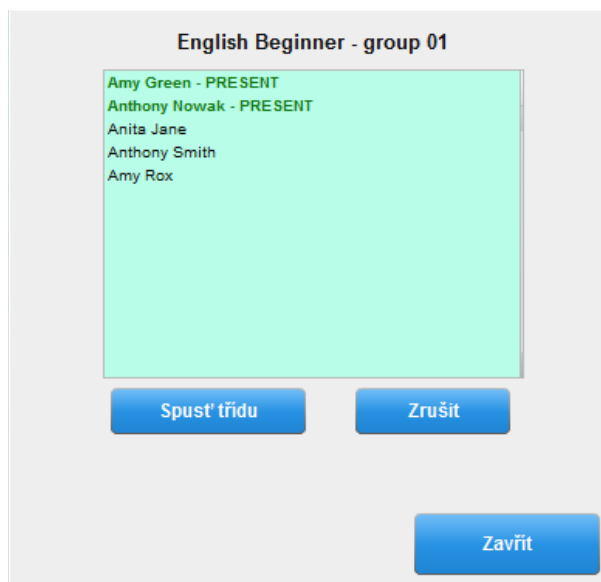 English Beginner - group 01
Amy Green - PRESENT
Anthony Nowak - PRESENT
Anita Jane
Anthony Smith
Amy Rox
Spusť třídu Zrušit
Zavřít